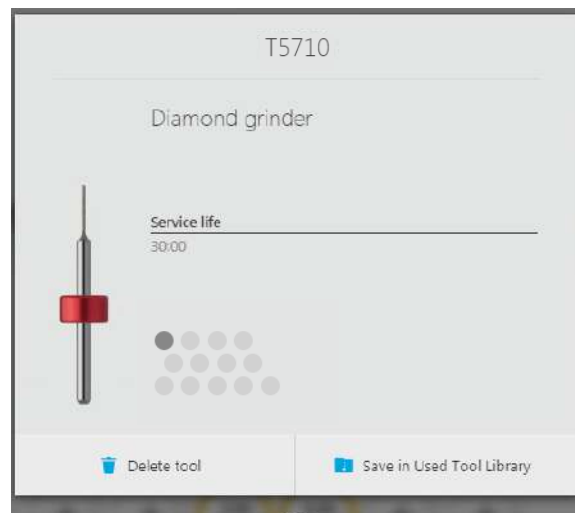 T5710
Diamond grinder
Service life
30:00
Delete tool
Save in Used Tool Library